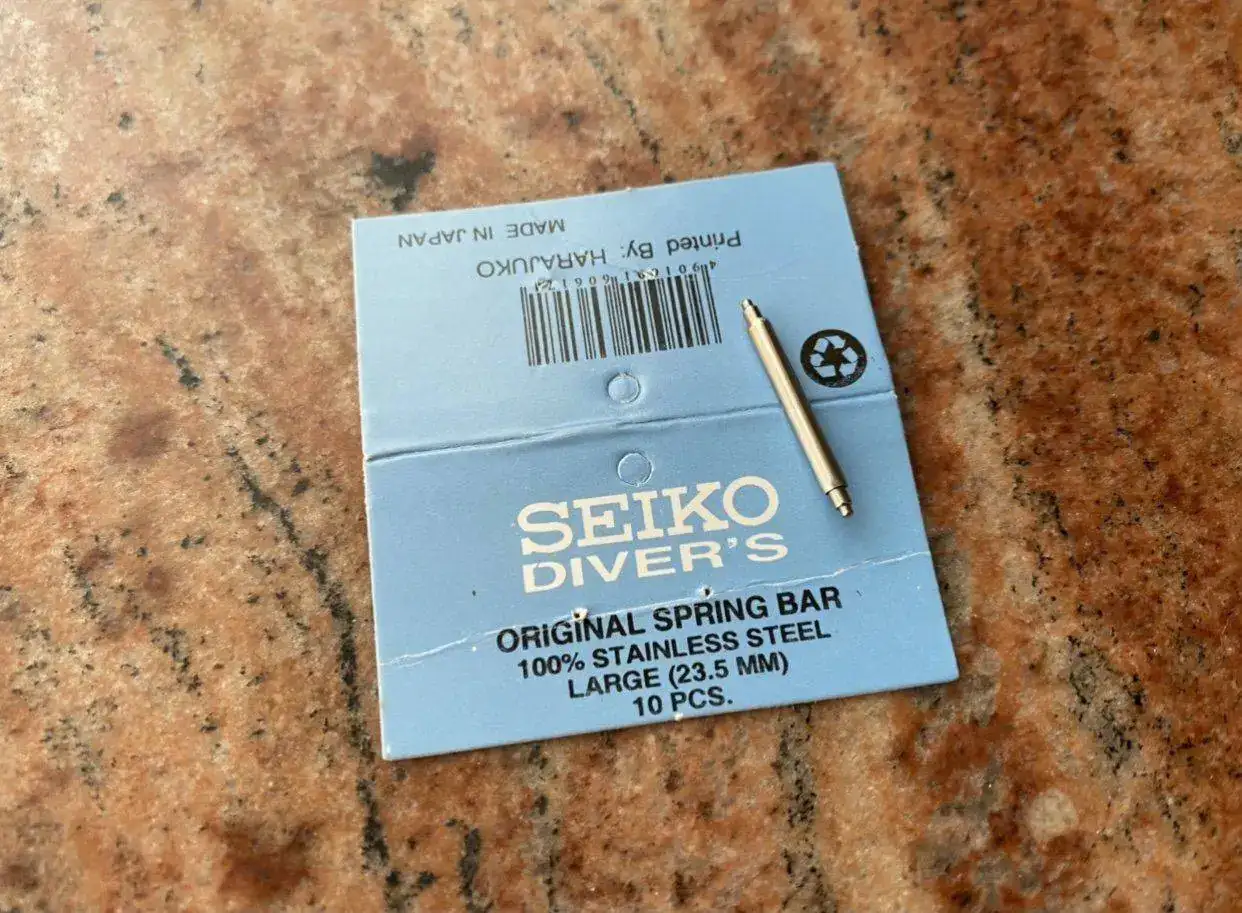 MADE IN JAPAN
Printed By: HARAJUKO
SEIKO
DIVER'S
ORIGINAL SPRING BAR
100% STAINLESS STEEL
LARGE (23.5 MM)
10 PCS.